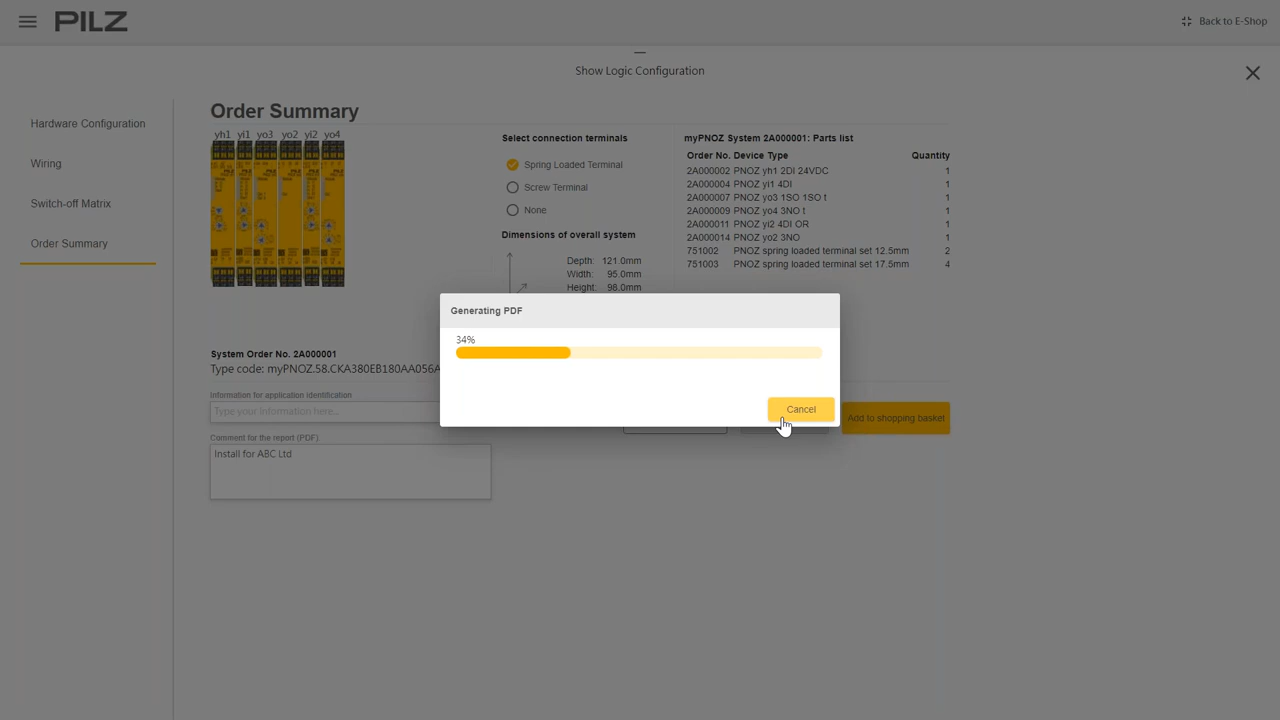 PILZ
Back to E-Shop
Show Logic Configuration
Hardware Configuration
Wiring
Switch-off Matrix
Order Summary
Order Summary
yh1 yi1 yo3 yo2 yi2 yo4
Select connection terminals
Spring Loaded Terminal
Screw Terminal
None
Dimensions of overall system
Depth: 121.0mm
Width: 95.0mm
Height: 98.0mm
myPNOZ System 2A000001: Parts list
Order No. Device Type Quantity
2A000002 PNOZ yh1 2DI 24VDC 1
2A000004 PNOZ yi1 4DI 1
2A000007 PNOZ yo3 1SO 1SO t 1
2A000009 PNOZ yo4 3NO t 1
2A000011 PNOZ yi2 4DI OR 1
2A000014 PNOZ yo2 3NO 1
751002 PNOZ spring loaded terminal set 12.5mm 2
751003 PNOZ spring loaded terminal set 17.5mm 4
Generating PDF
34%
Cancel
System Order No. 2A000001
Type code: myPNOZ.58.CKA380EB180AA056A
Information for application identification
Type your information here...
Add to shopping basket
Comment for the report (PDF)
Install for ABC Ltd